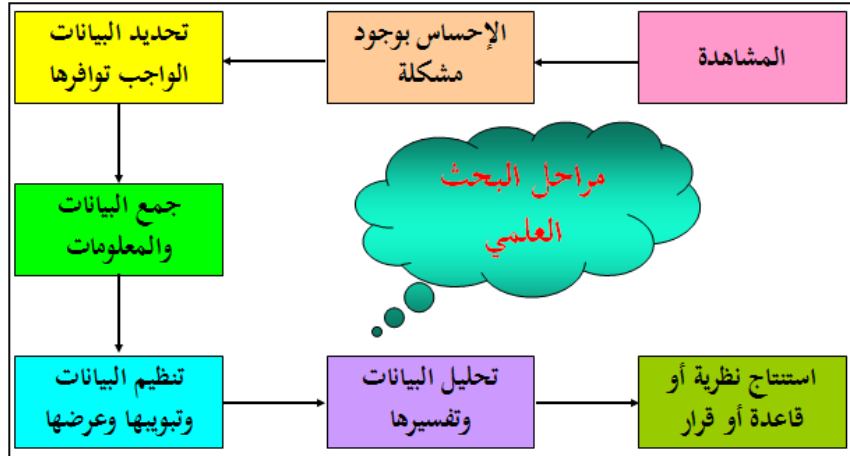 المشاهدة
الإحساس بوجود
مشكلة
تحديد البيانات
الواجب توافرها
مراحل البحث
العلمي
جمع البيانات
والمعلومات
تنظيم البيانات
وتبويبها وعرضها
تحليل البيانات
وتفسيرها
استنتاج نظرية أو
قاعدة أو قرار